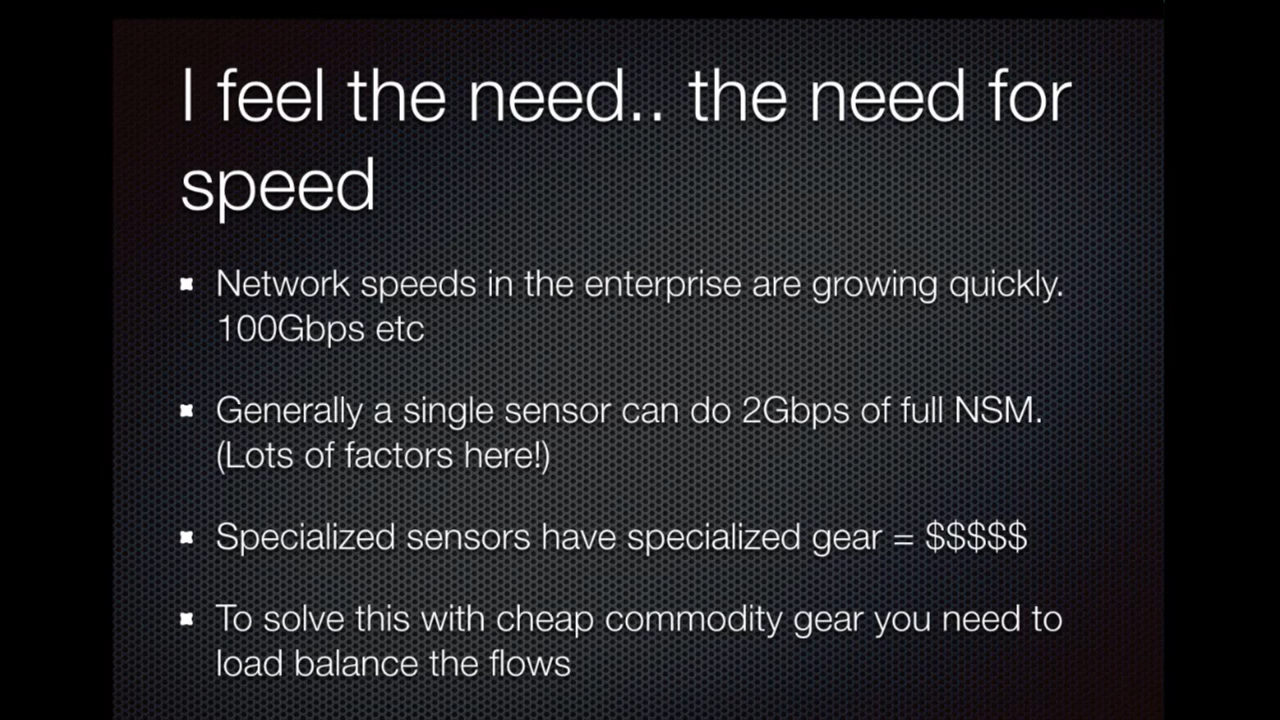 I feel the need.. the need for
speed
Network speeds in the enterprise are growing quickly.
100Gbps etc
Generally a single sensor can do 2Gbps of full NSM.
(Lots of factors here!)
Specialized sensors have specialized gear = $$$$$
To solve this with cheap commodity gear you need to
load balance the flows